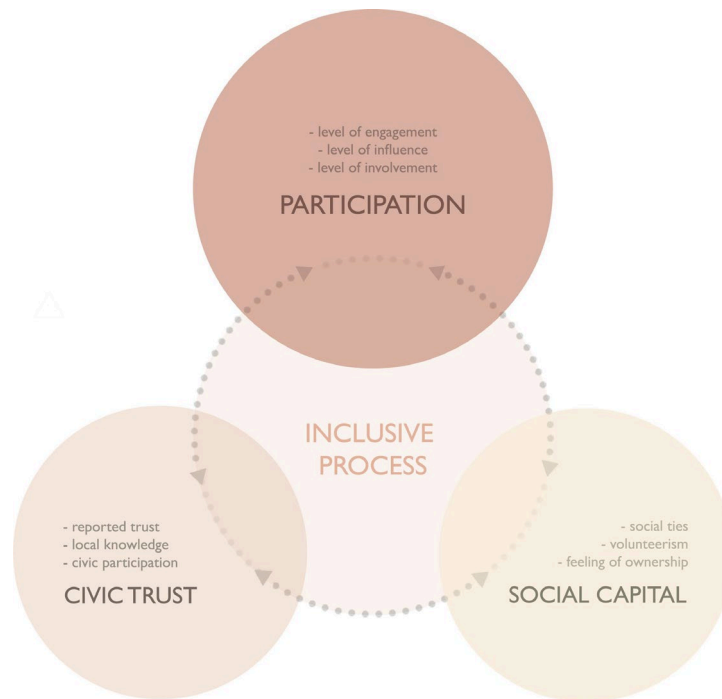 - level of engagement
- level of influence
- level of involvement
PARTICIPATION
INCLUSIVE
PROCESS
- reported trust
- local knowledge
- civic participation
CIVIC TRUST
- social ties
- volunteerism
- feeling of ownership
SOCIAL CAPITAL